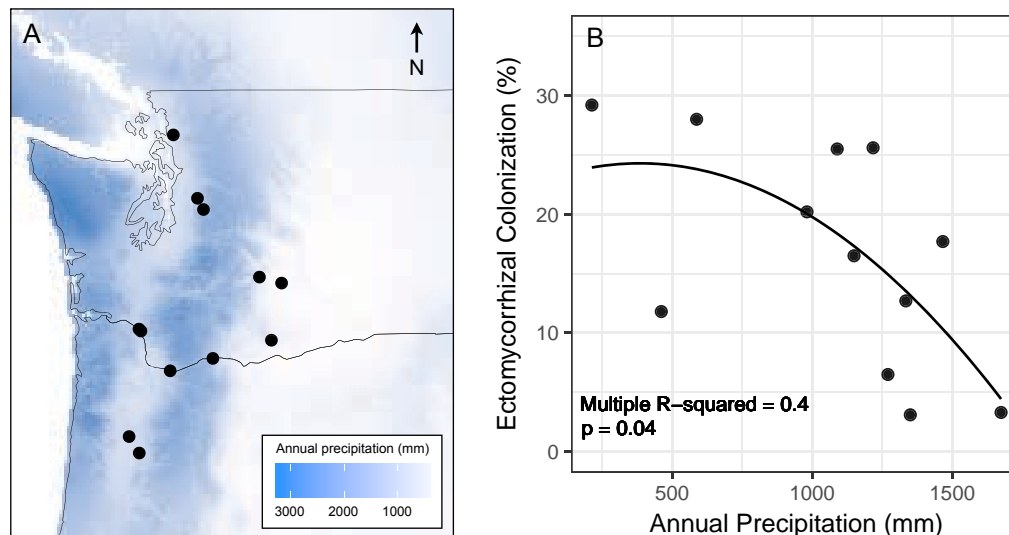 A
N
Annual precipitation (mm)
3000 2000 1000
B
Ectomycorrhizal Colonization (%)
30
20
10
0
Multiple R−squared = 0.4
p = 0.04
500 1000 1500
Annual Precipitation (mm)